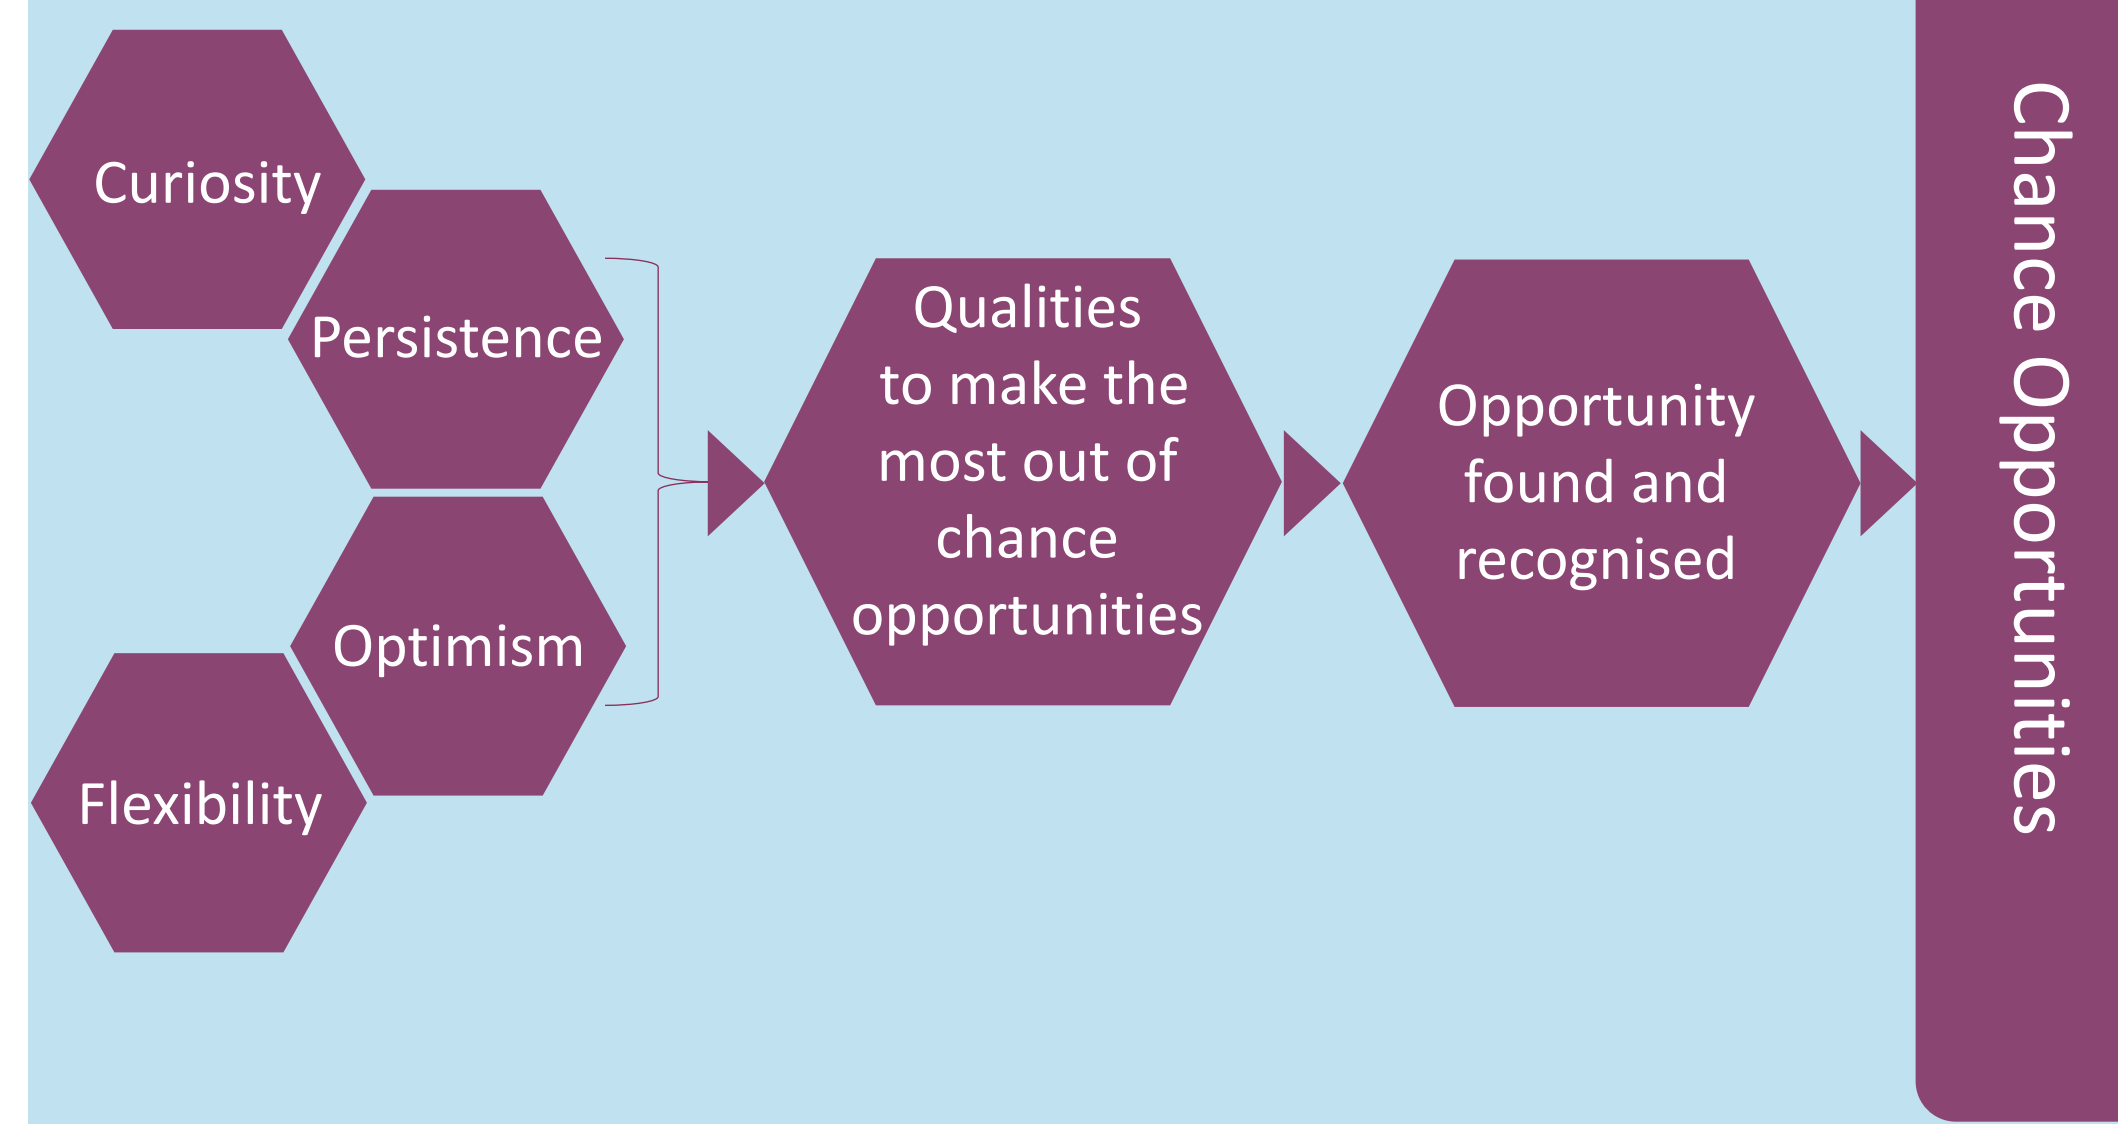 Curiosity
Persistence
Optimism
Flexibility
Qualities
to make the
most out of
chance
opportunities
Opportunity
found and
recognised
Chance Opportunities